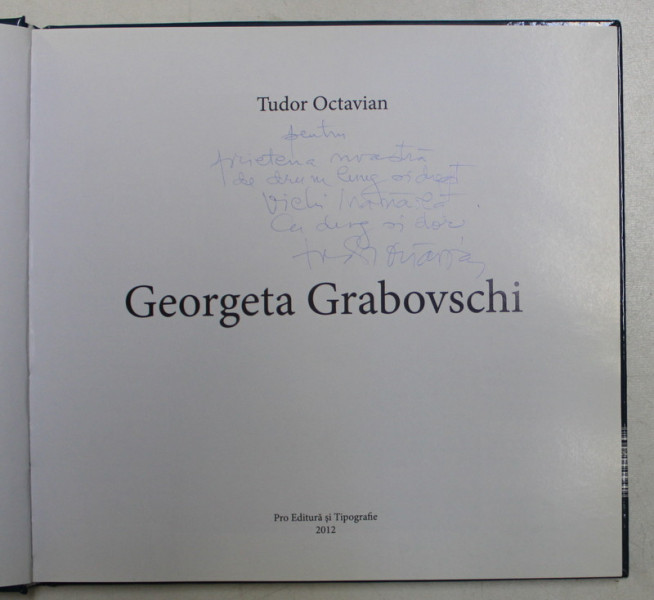 Tudor Octavian
pentru
prietena noastră
de drum lung și drept
Vichi
Cu drag și dor
Georgeta Grabovschi
Pro Editură și Tipografie
2012